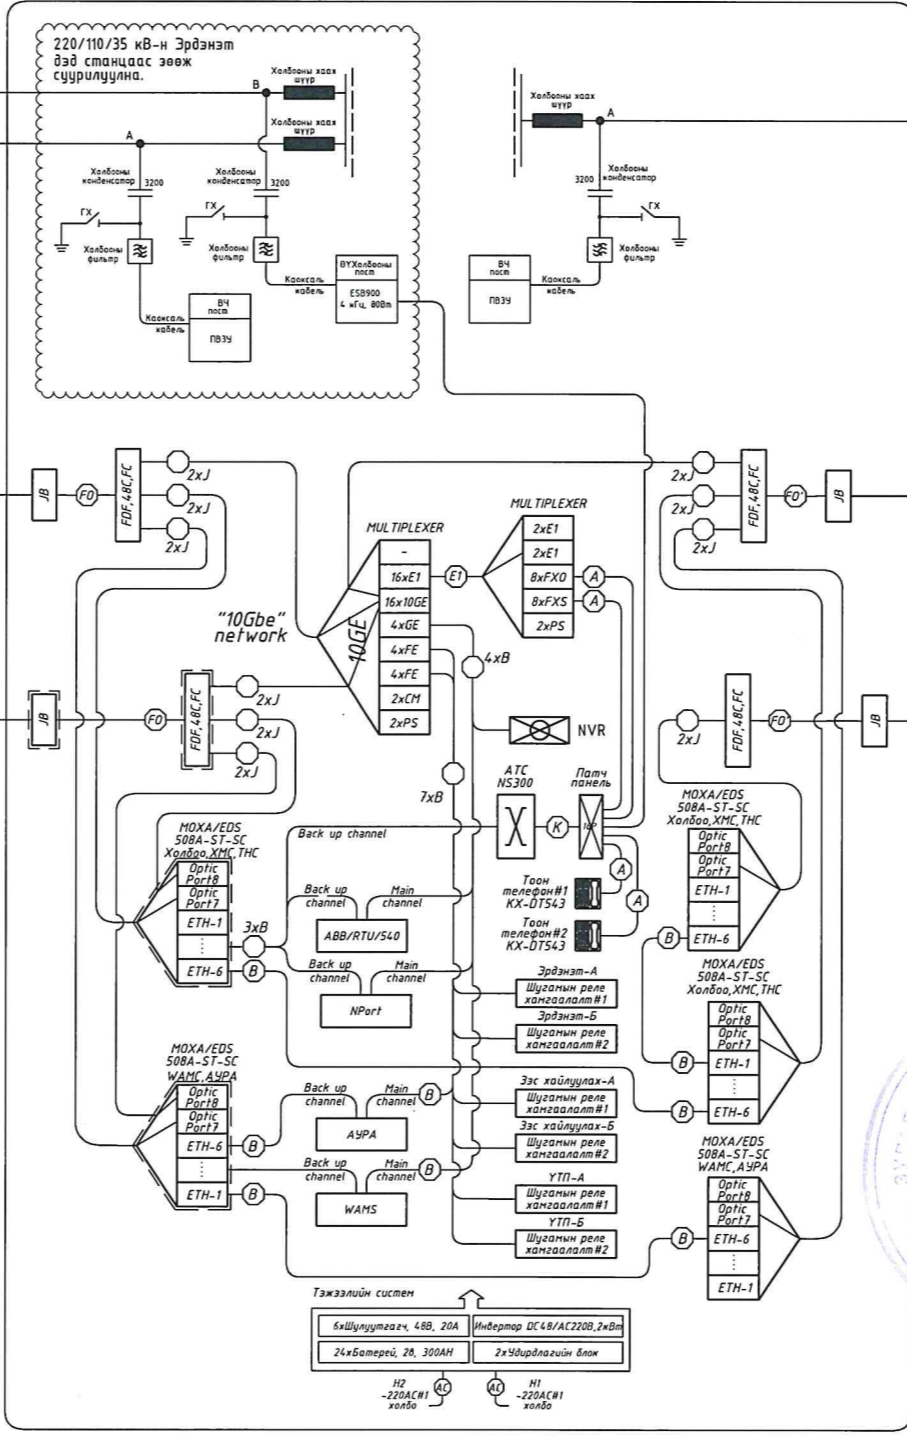 220/110/35 кВ-н Эрдэнэт
дэд станцаас зөөж
суурилуулна.
Холбооны хаах
шүүр
B
Холбооны хаах
шүүр
A
Холбооны
конденсатор
3200
Холбооны
конденсатор
3200
ГХ
ГХ
Холбооны
фильтр
Холбооны
фильтр
Каоксаль
кабель
ВЧ
пост
ПВЗУ
Каоксаль
кабель
ӨҮХолбооны
пост
ESB900
4 кГц, 80Вт
Холбооны хаах
шүүр
A
Холбооны
конденсатор
3200
ГХ
Холбооны
фильтр
ВЧ
пост
ПВЗУ
Каоксаль
кабель
JB
FO
FDF,48C,FC
2xJ
2xJ
2xJ
"10Gbe"
network
MULTIPLEXER
10GE
-
16xE1
16x10GE
4xGE
4xFE
4xFE
2xCM
2xPS
E1
MULTIPLEXER
2xE1
2xE1
8xFXO
8xFXS
2xPS
A
A
2xJ
2xJ
2xJ
FDF,48C,FC
FO'
JB
4xB
NVR
7xB
JB
FO
FDF,48C,FC
2xJ
2xJ
2xJ
2xJ
FDF,48C,FC
FO'
JB
ATC
NS300
K
Патч
панель
A
A
Тоон
телефон#1
KX-DT543
Тоон
телефон#2
KX-DT543
MOXA/EDS
508A-ST-SC
Холбоо,ХМС,ТНС
Optic
Port8
Optic
Port7
ETH-1
ETH-6
3xB
B
Back up channel
Back up
channel
Main
channel
ABB/RTU/540
Back up
channel
Main
channel
NPort
MOXA/EDS
508A-ST-SC
WAMC,АУРА
Optic
Port8
Optic
Port7
ETH-6
ETH-1
B
B
Back up
channel
Main
channel
B
АУРА
Back up
channel
Main
channel
B
WAMS
Эрдэнэт-А
Шугамын реле
хамгаалалт#1
Эрдэнэт-Б
Шугамын реле
хамгаалалт#2
Зэс хайлуулах-А
Шугамын реле
хамгаалалт#1
Зэс хайлуулах-Б
Шугамын реле
хамгаалалт#2
УТП-А
Шугамын реле
хамгаалалт#1
УТП-Б
Шугамын реле
хамгаалалт#2
MOXA/EDS
508A-ST-SC
Холбоо,ХМС,ТНС
Optic
Port8
Optic
Port7
ETH-1
ETH-6
B
MOXA/EDS
508A-ST-SC
Холбоо,ХМС,ТНС
Optic
Port8
Optic
Port7
ETH-1
ETH-6
B
B
MOXA/EDS
508A-ST-SC
WAMC,АУРА
Optic
Port8
Optic
Port7
ETH-6
ETH-1
B
Тэжээлийн систем
6xШулуутгагч, 48В, 20А
Инвертор DC48/AC220В,2кВт
24xБатерей, 2В, 300АН
2xУдирдлагийн блок
H2
-220AC#1
холбо
AC
AC
H1
-220AC#1
холбо